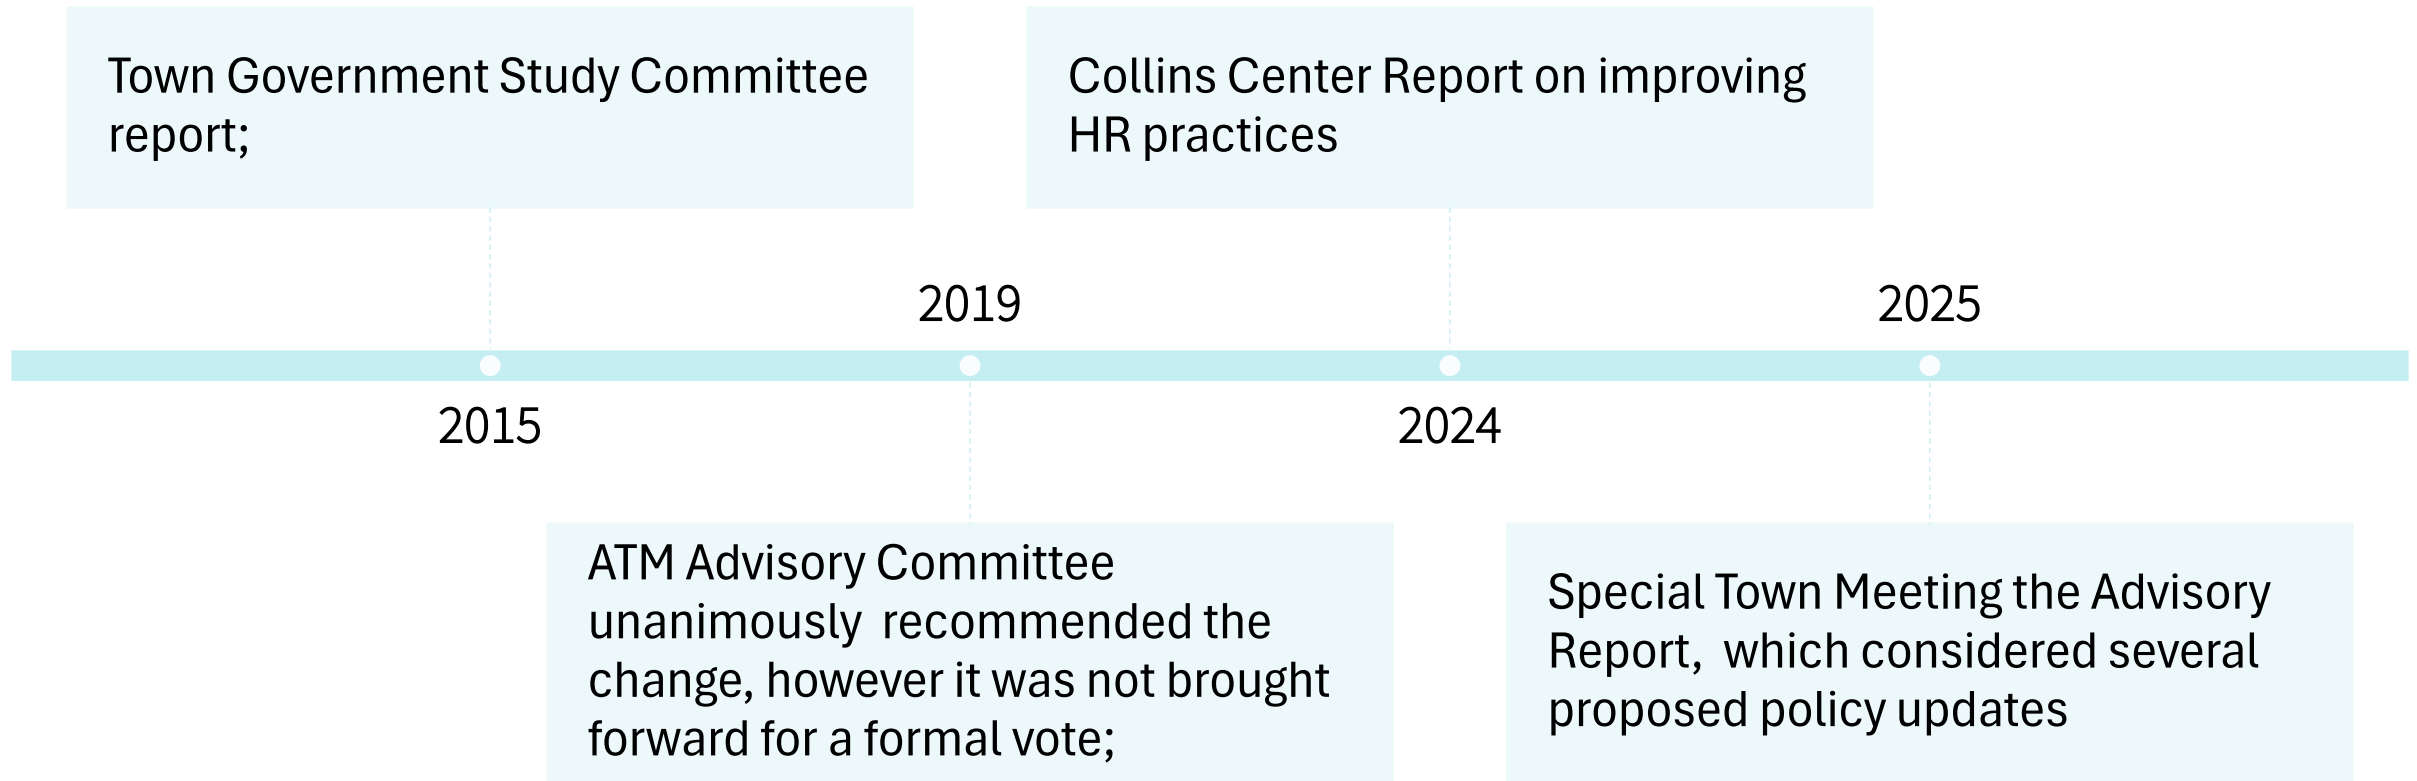 Town Government Study Committee
report;
Collins Center Report on improving
HR practices
2019
2025
2015
2024
ATM Advisory Committee
unanimously  recommended the
change, however it was not brought
forward for a formal vote;
Special Town Meeting the Advisory
Report,  which considered several
proposed policy updates